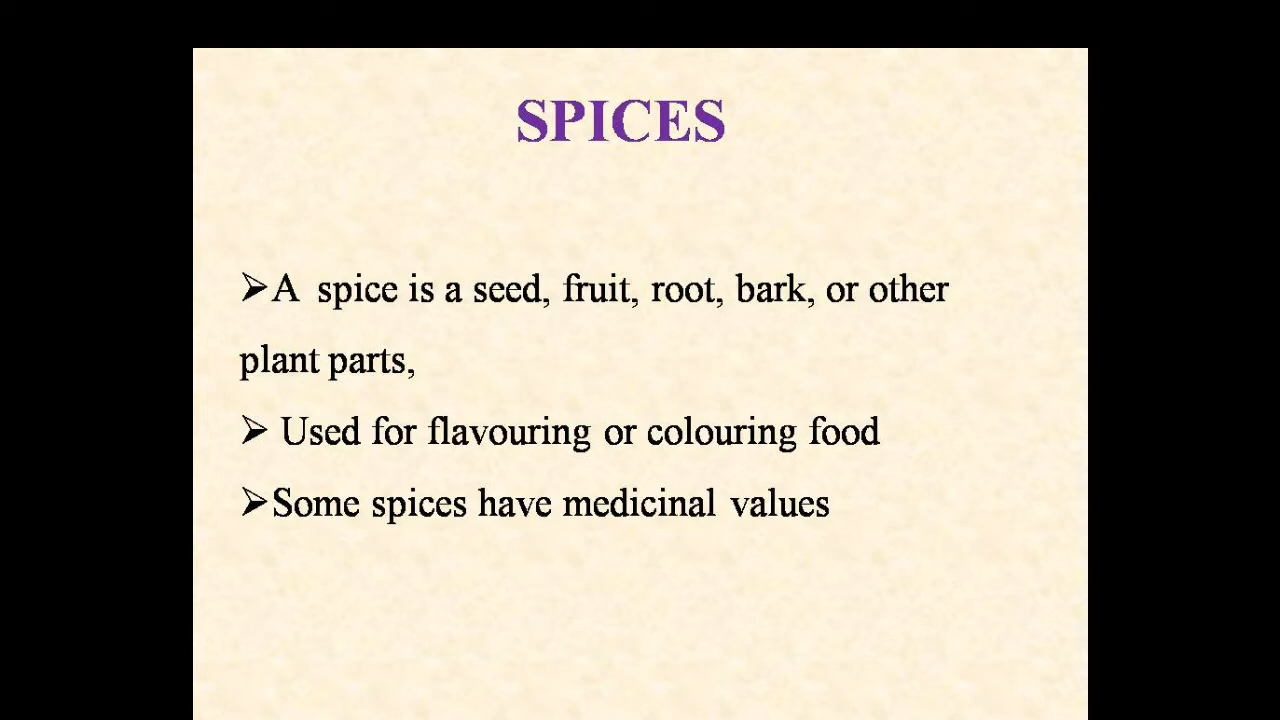 SPICES
➢A spice is a seed, fruit, root, bark, or other
plant parts,
➢ Used for flavouring or colouring food
➢Some spices have medicinal values